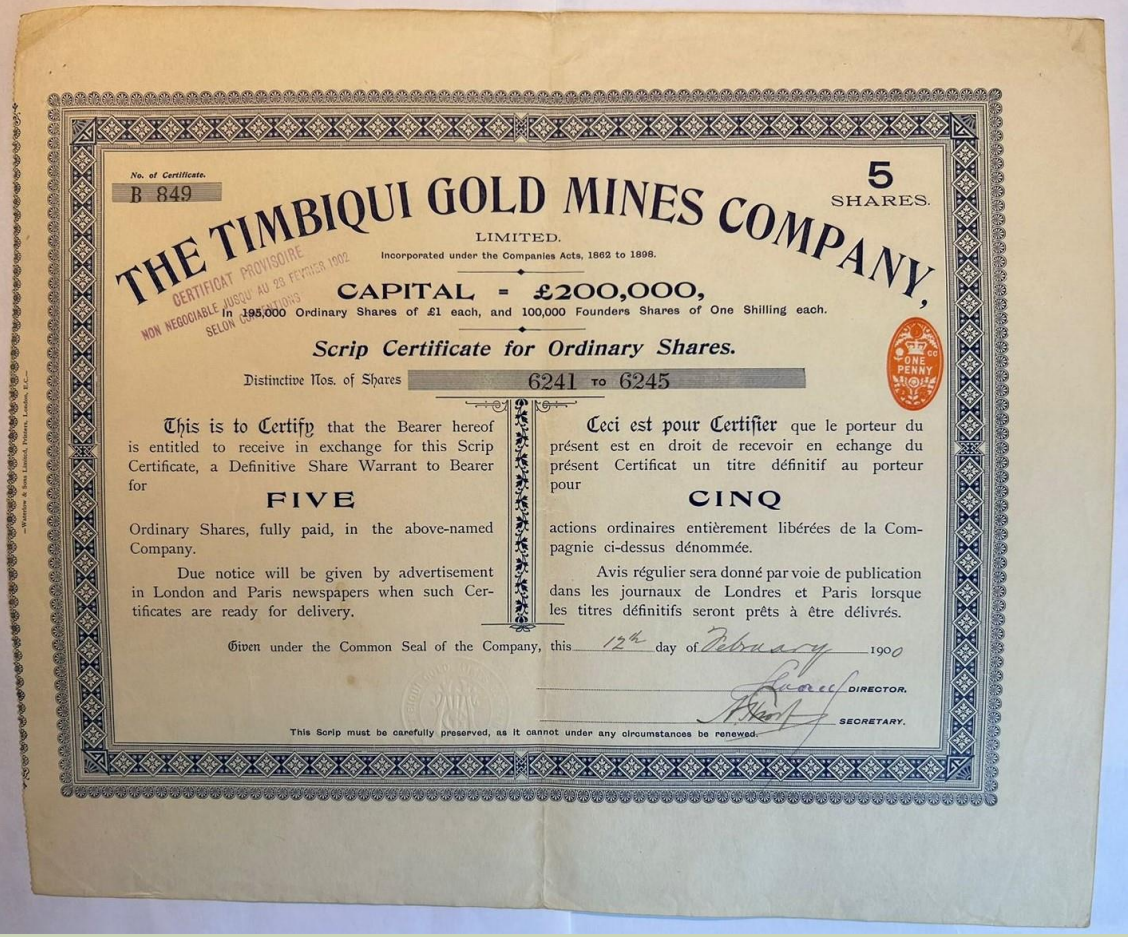 No. of Certificate.
B 849
5
SHARES.
THE TIMBIQUI GOLD MINES COMPANY,
LIMITED.
Incorporated under the Companies Acts, 1862 to 1898.
CERTIFICAT PROVISOIRE
NON NEGOCIABLE JUSQU'AU 23 FEVRIER 1902
SELON CONVENTIONS
CAPITAL = £200,000,
In 195,000 Ordinary Shares of £1 each, and 100,000 Founders Shares of One Shilling each.
Scrip Certificate for Ordinary Shares.
ONE
PENNY
Distinctive Nos. of Shares 6241 TO 6245
This is to Certify that the Bearer hereof
is entitled to receive in exchange for this Scrip
Certificate, a Definitive Share Warrant to Bearer
for
FIVE
Ordinary Shares, fully paid, in the above-named
Company.
Due notice will be given by advertisement
in London and Paris newspapers when such Cer-
tificates are ready for delivery.
Ceci est pour Certifier que le porteur du
présent est en droit de recevoir en echange du
présent Certificat un titre définitif au porteur
pour
CINQ
actions ordinaires entièrement libérées de la Com-
pagnie ci-dessus dénommée.
Avis régulier sera donné par voie de publication
dans les journaux de Londres et Paris lorsque
les titres définitifs seront prêts à être délivrés.
Given under the Common Seal of the Company, this 12th day of February 1900
DIRECTOR.
SECRETARY.
This Scrip must be carefully preserved, as it cannot under any circumstances be renewed.
—Waterlow & Sons Limited, Printers, London, E.C.—